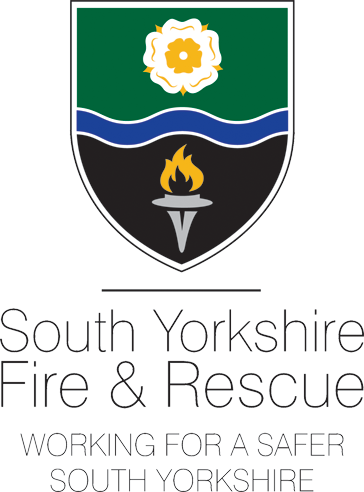 South Yorkshire
Fire & Rescue
WORKING FOR A SAFER
SOUTH YORKSHIRE